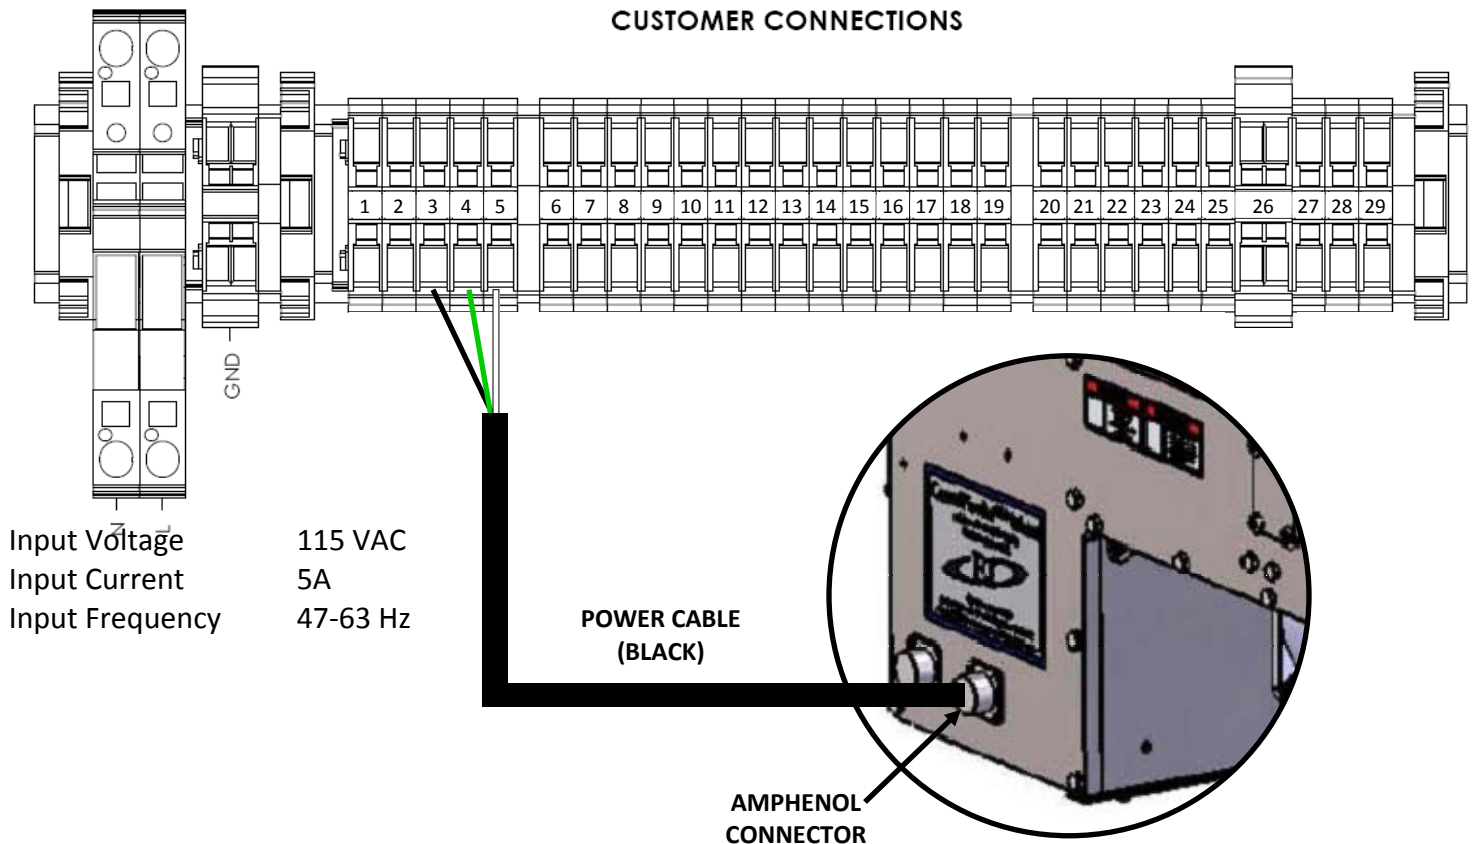 CUSTOMER CONNECTIONS
1 2 3 4 5 6 7 8 9 10 11 12 13 14 15 16 17 18 19 20 21 22 23 24 25 26 27 28 29
GND
N L
Input Voltage 115 VAC
Input Current 5A
Input Frequency 47-63 Hz
POWER CABLE
(BLACK)
AMPHENOL
CONNECTOR